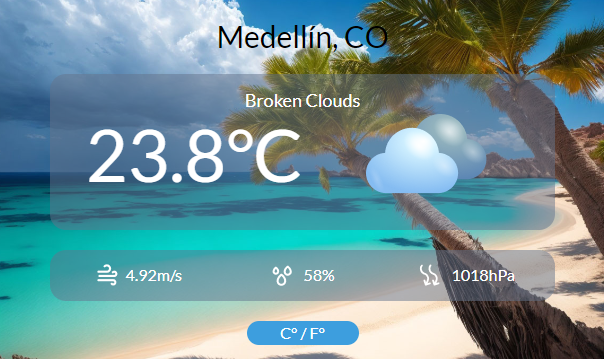 Medellín, CO
Broken Clouds
23.8°C
4.92m/s 58% 1018hPa
C° / F°